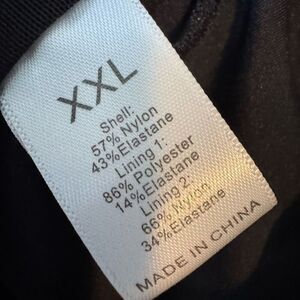 XXL
Shell:
57% Nylon
43%Elastane
Lining 1:
86% Polyester
14%Elastane
Lining 2:
66% Nylon
34%Elastane
MADE IN CHINA